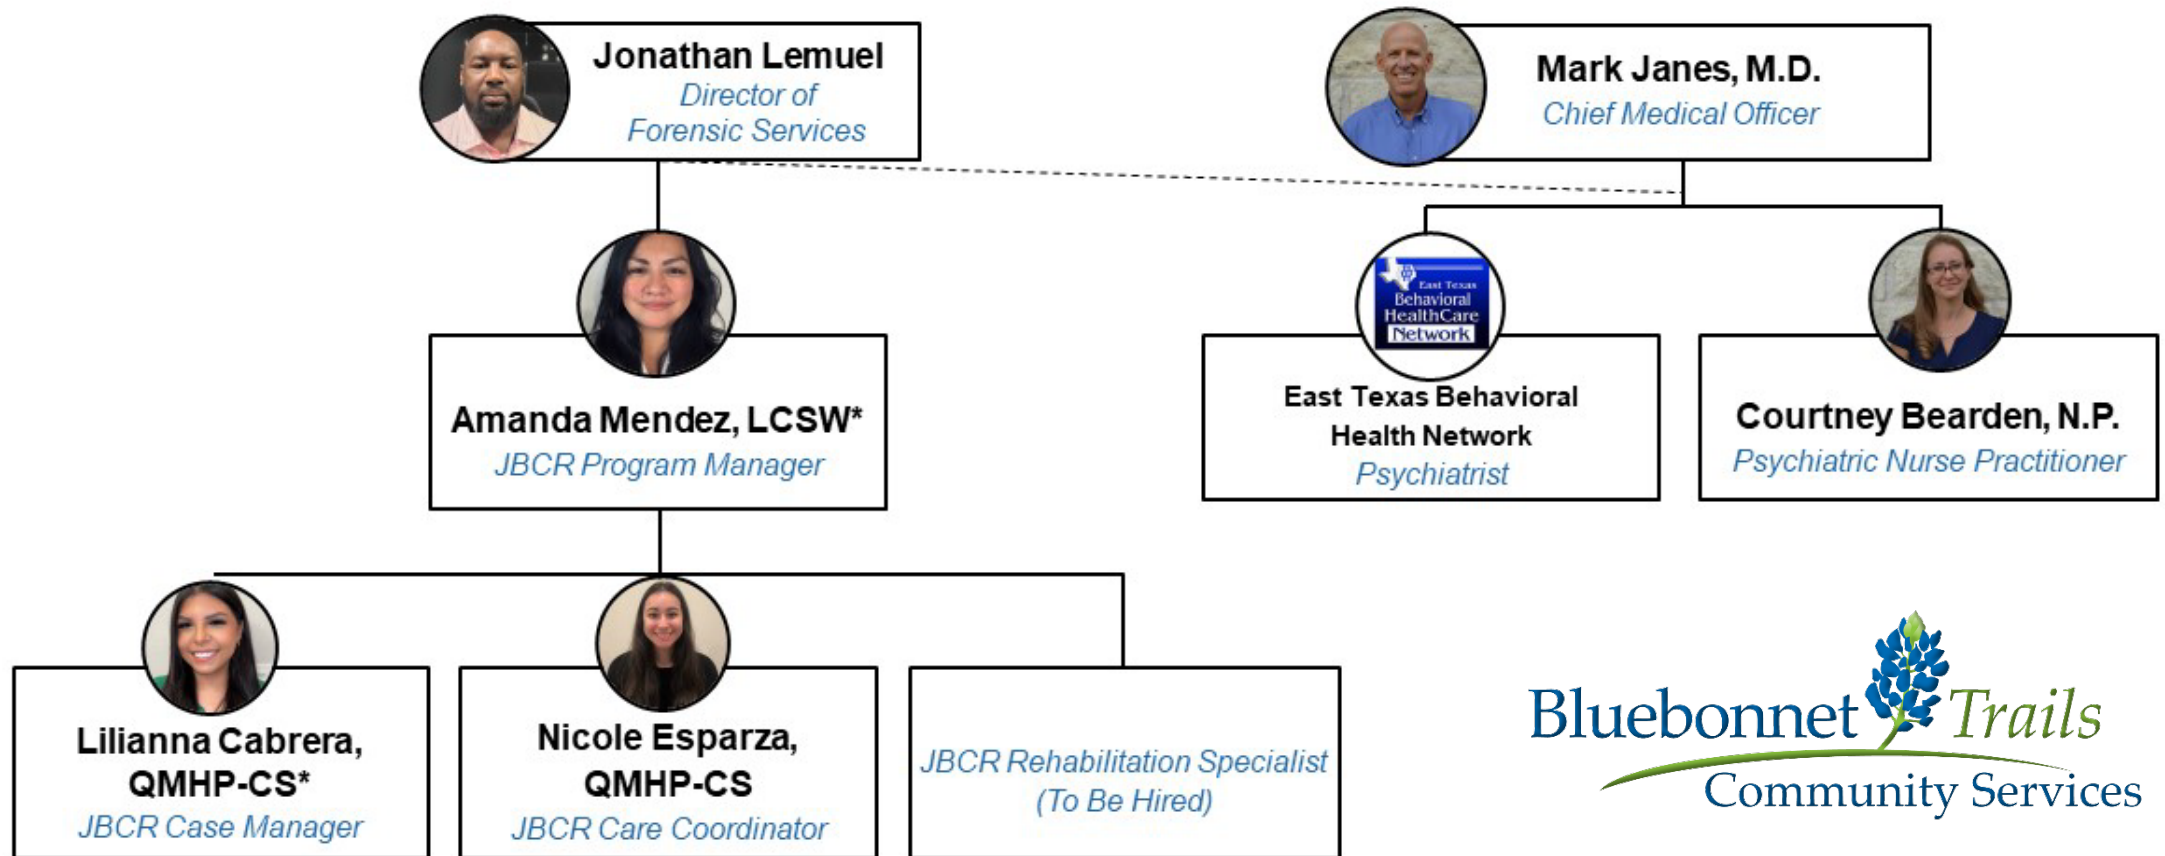 Jonathan Lemuel
Director of
Forensic Services
Mark Janes, M.D.
Chief Medical Officer
East Texas
Behavioral
HealthCare
Network
Amanda Mendez, LCSW*
JBCR Program Manager
East Texas Behavioral
Health Network
Psychiatrist
Courtney Bearden, N.P.
Psychiatric Nurse Practitioner
Lilianna Cabrera,
QMHP-CS*
JBCR Case Manager
Nicole Esparza,
QMHP-CS
JBCR Care Coordinator
JBCR Rehabilitation Specialist
(To Be Hired)
Bluebonnet Trails
Community Services